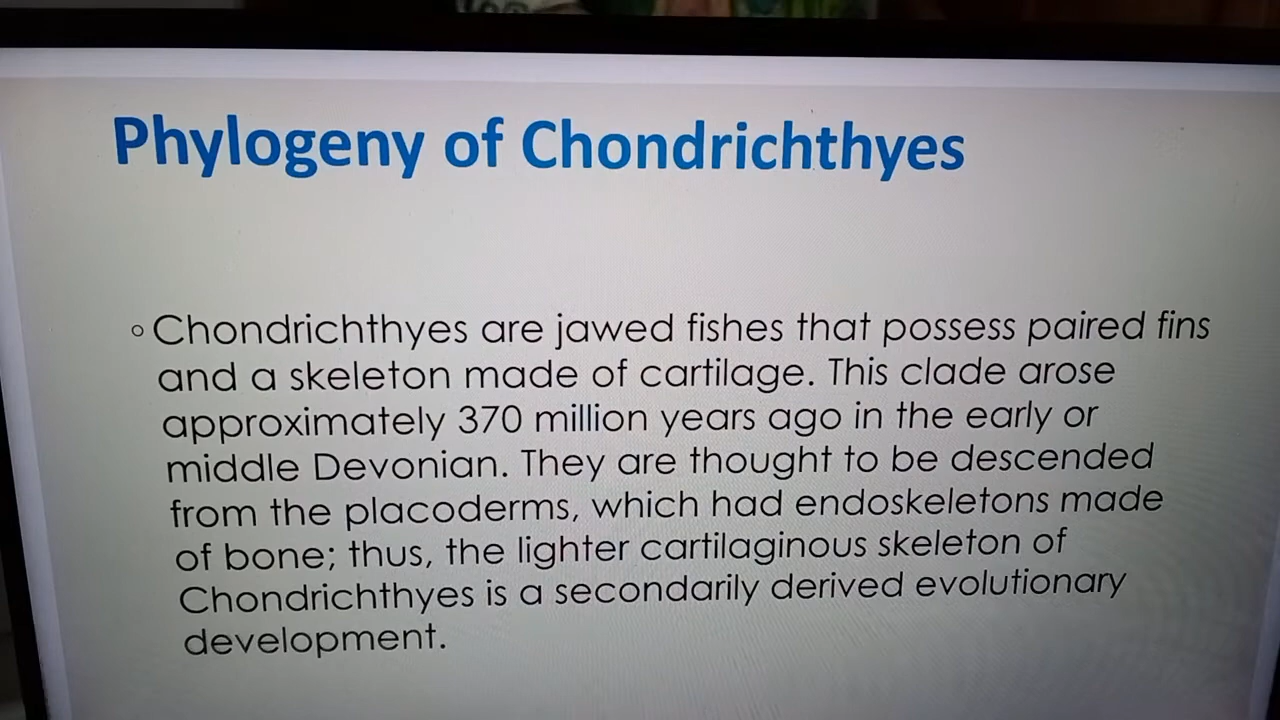 Phylogeny of Chondrichthyes
◦ Chondrichthyes are jawed fishes that possess paired fins
and a skeleton made of cartilage. This clade arose
approximately 370 million years ago in the early or
middle Devonian. They are thought to be descended
from the placoderms, which had endoskeletons made
of bone; thus, the lighter cartilaginous skeleton of
Chondrichthyes is a secondarily derived evolutionary
development.